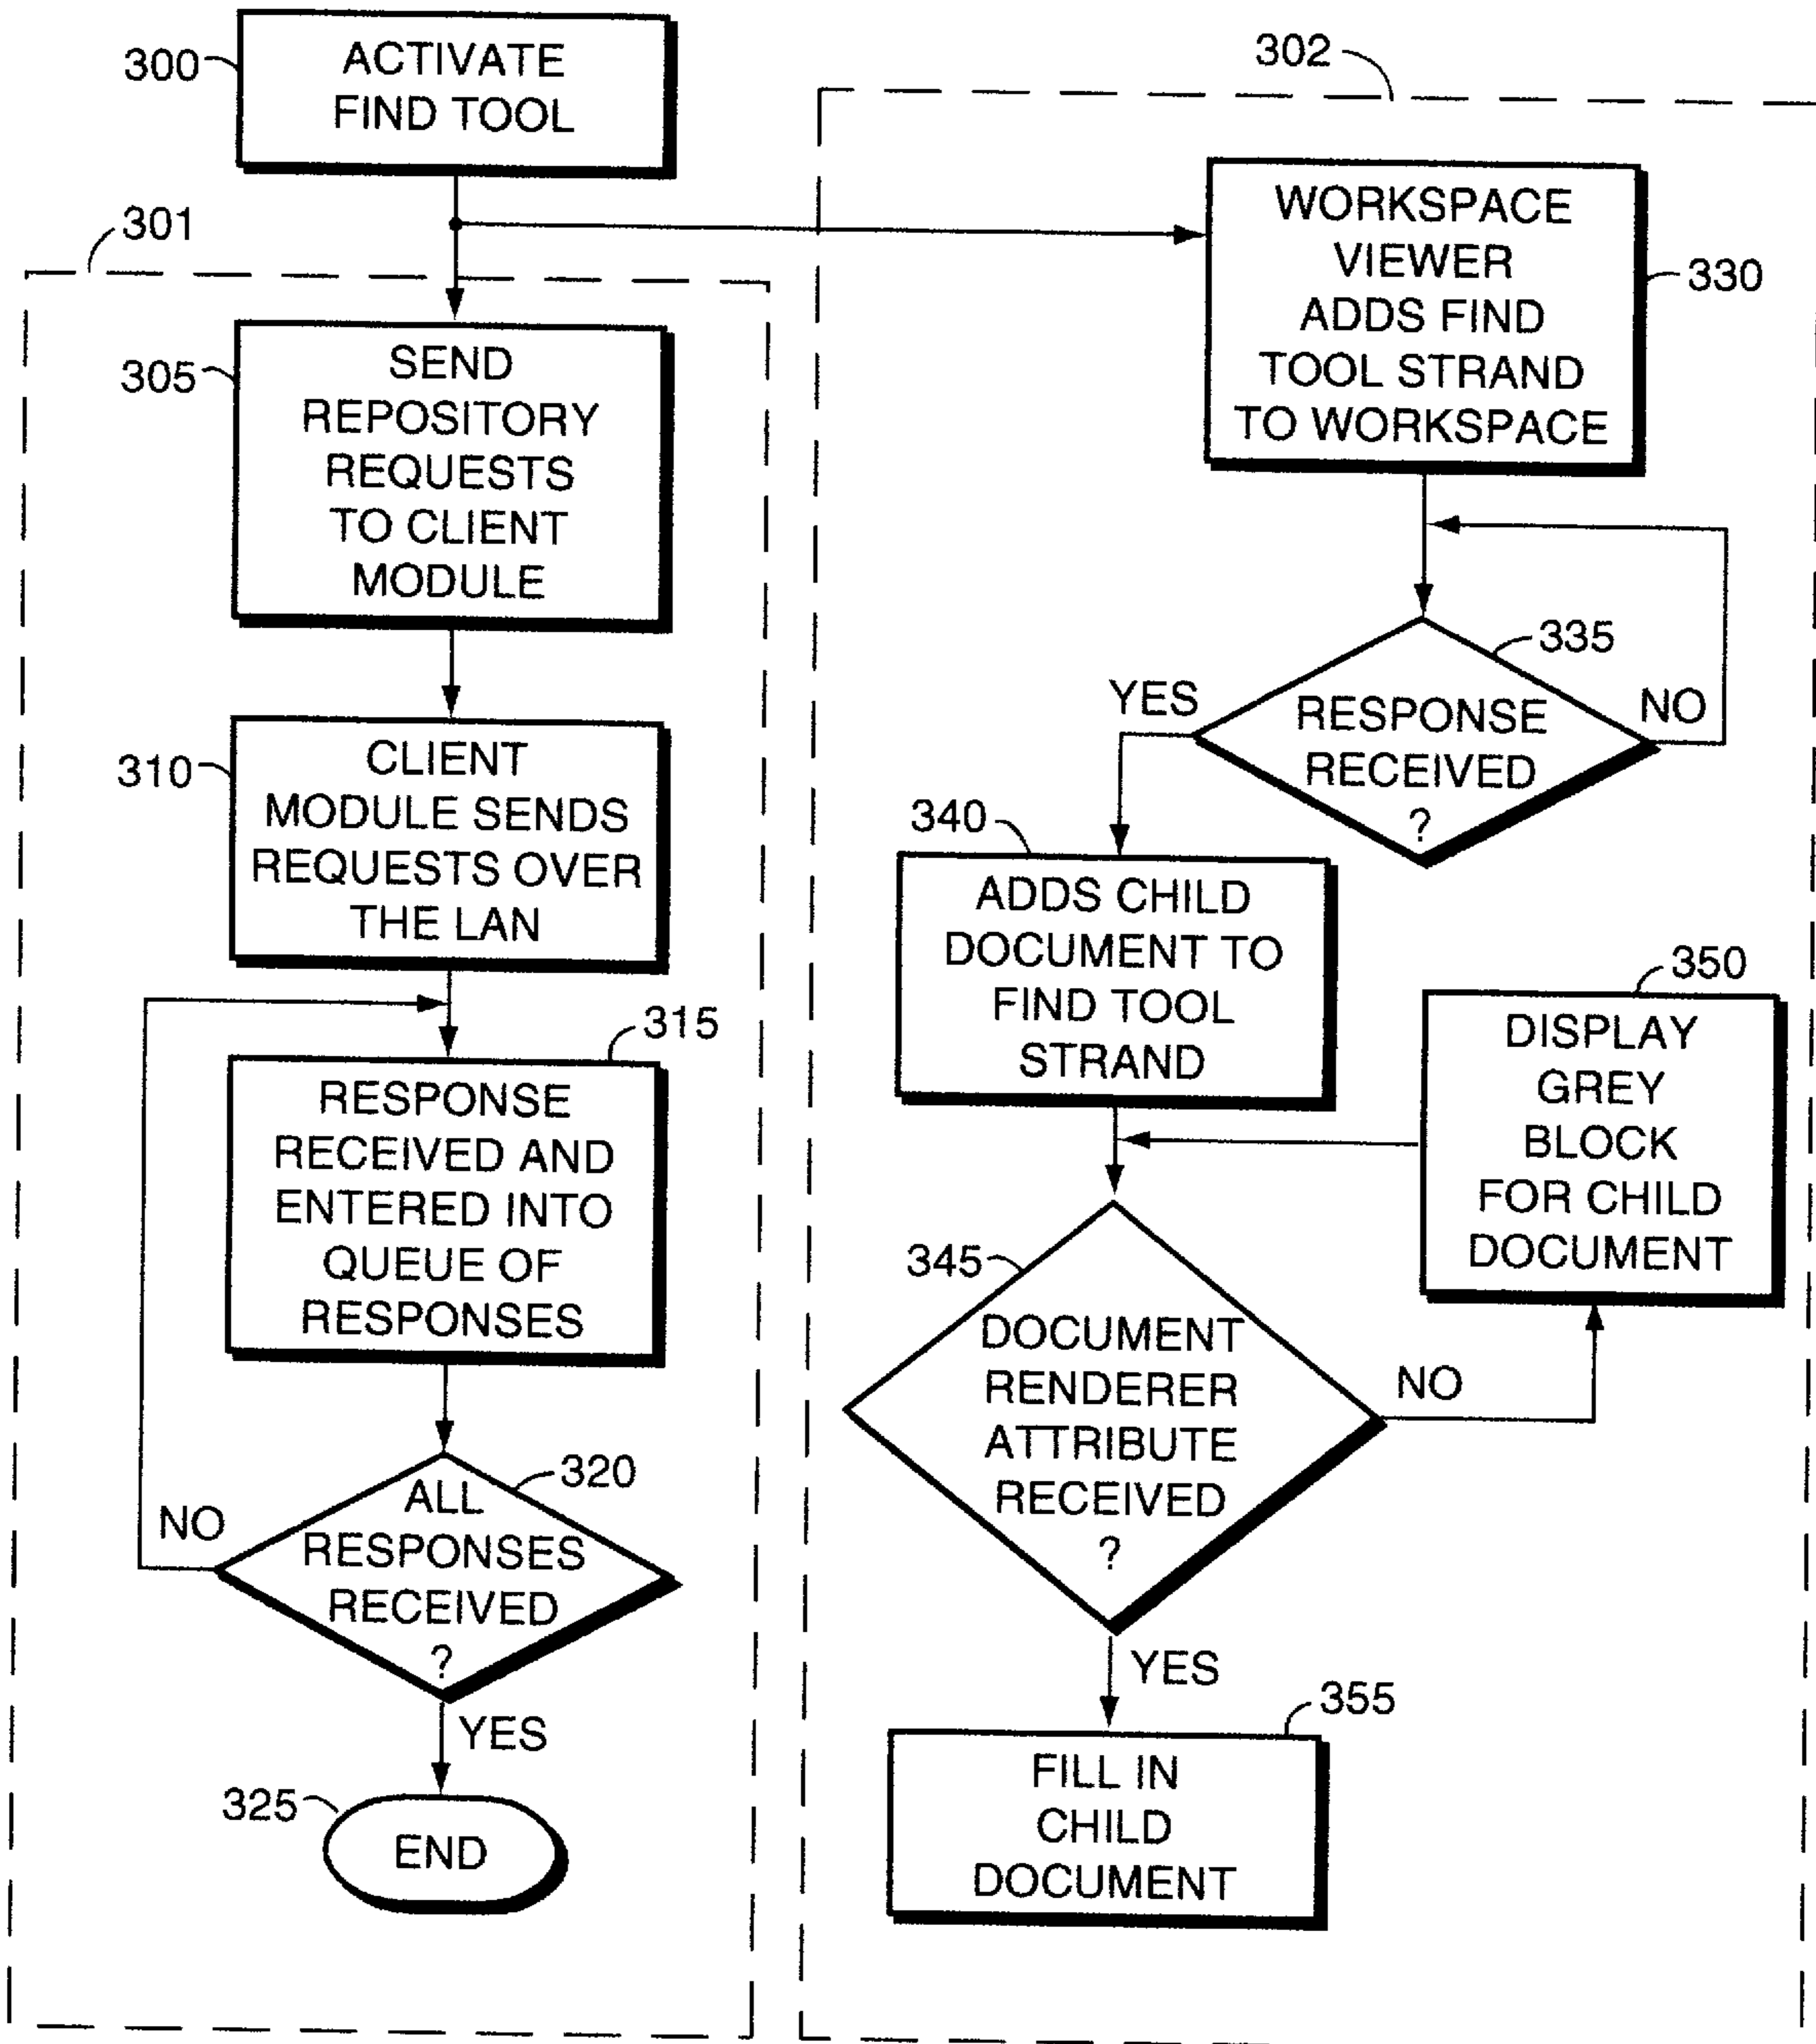 300
ACTIVATE
FIND TOOL
301
305
SEND
REPOSITORY
REQUESTS
TO CLIENT
MODULE
310
CLIENT
MODULE SENDS
REQUESTS OVER
THE LAN
315
RESPONSE
RECEIVED AND
ENTERED INTO
QUEUE OF
RESPONSES
320
ALL
RESPONSES
RECEIVED
?
NO
YES
325
END
302
WORKSPACE
VIEWER
ADDS FIND
TOOL STRAND
TO WORKSPACE
330
335
RESPONSE
RECEIVED
?
YES
NO
340
ADDS CHILD
DOCUMENT TO
FIND TOOL
STRAND
350
DISPLAY
GREY
BLOCK
FOR CHILD
DOCUMENT
345
DOCUMENT
RENDERER
ATTRIBUTE
RECEIVED
?
NO
YES
355
FILL IN
CHILD
DOCUMENT